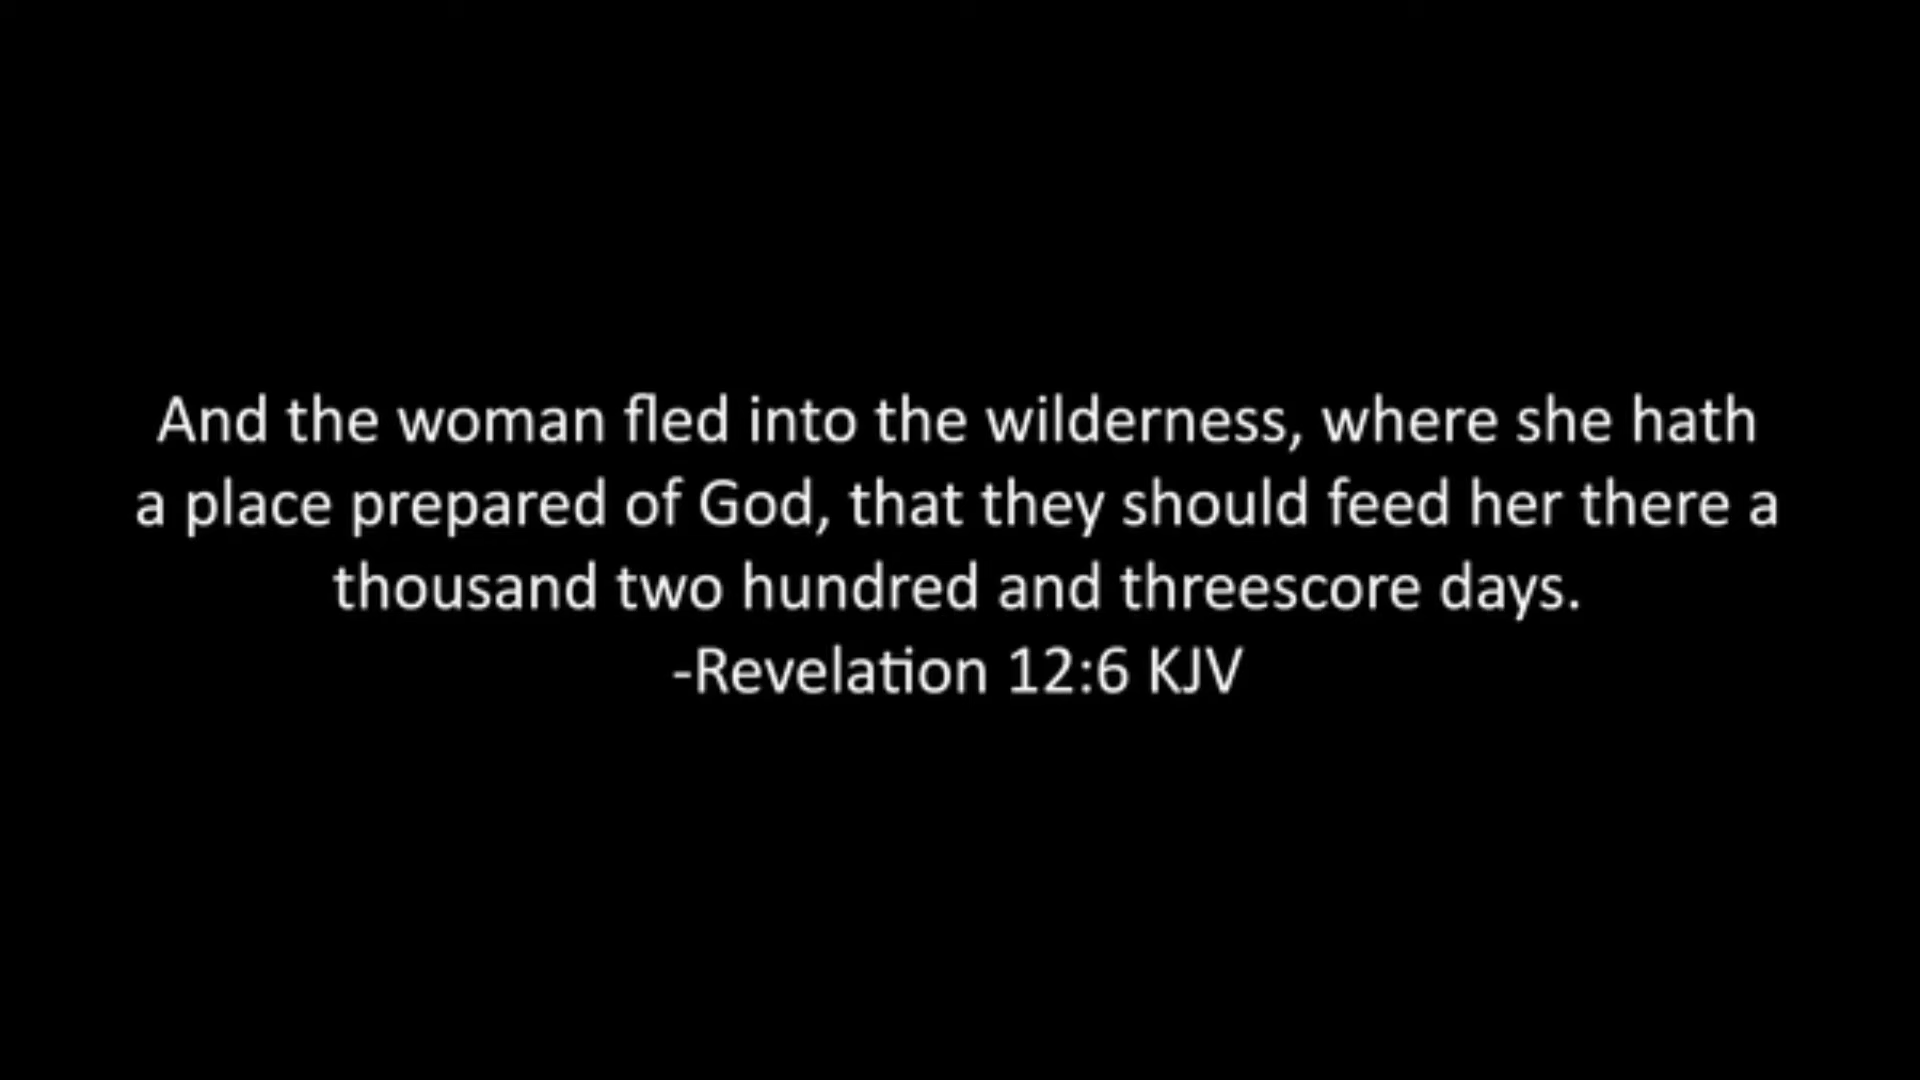 And the woman fled into the wilderness, where she hath
a place prepared of God, that they should feed her there a
thousand two hundred and threescore days.
-Revelation 12:6 KJV